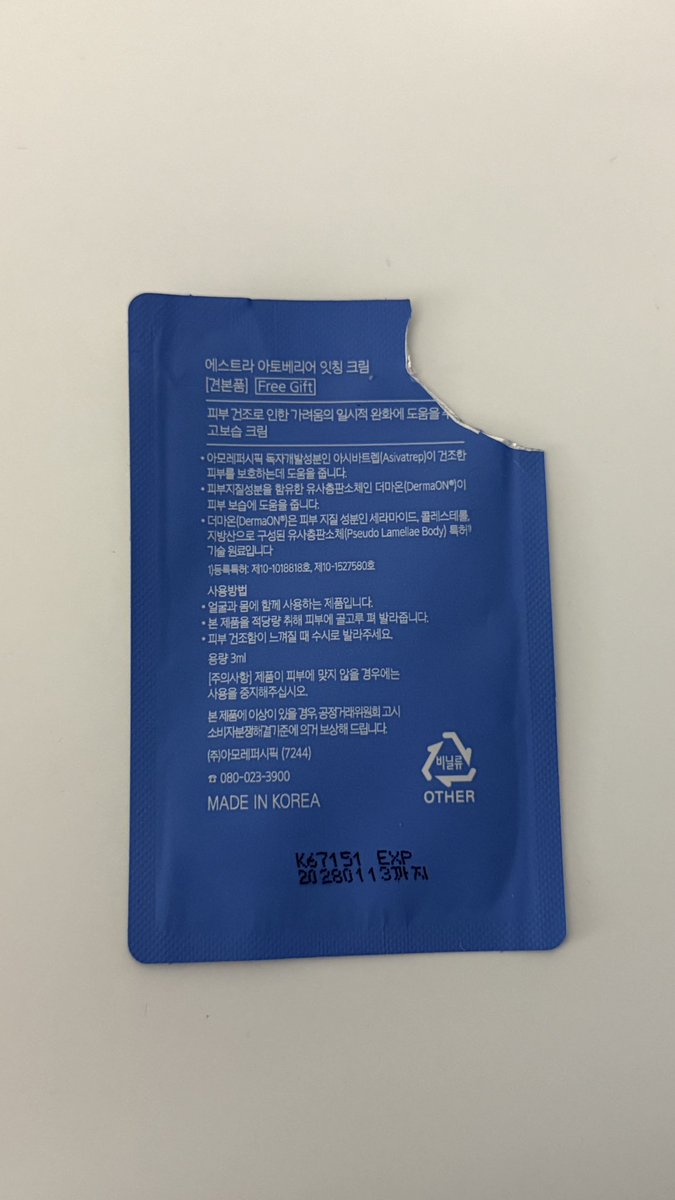 에스트라 아토베리어 잇칭 크림
[견본품] Free Gift
피부 건조로 인한 가려움의 일시적 완화에 도움을
고보습 크림
• 아모레퍼시픽 독자개발성분인 아시바트렙(Asivatrep)이 건조한
피부를 보호하는데 도움을 줍니다.
• 피부지질성분을 함유한 유사층판소체인 더마온(DermaON®)이
피부 보습에 도움을 줍니다.
• 더마온(DermaON®)은 피부 지질 성분인 세라마이드, 콜레스테롤,
지방산으로 구성된 유사층판소체(Pseudo Lamellae Body) 특허¹⁾
기술 원료입니다
1)등록특허: 제10-1018818호, 제10-1527580호
사용방법
• 얼굴과 몸에 함께 사용하는 제품입니다.
• 본 제품을 적당량 취해 피부에 골고루 펴 발라줍니다.
• 피부 건조함이 느껴질 때 수시로 발라주세요.
용량 3ml
[주의사항] 제품이 피부에 맞지 않을 경우에는
사용을 중지해주십시오.
본 제품에 이상이 있을 경우, 공정거래위원회 고시
소비자분쟁해결기준에 의거 보상해 드립니다.
(주)아모레퍼시픽 (7244)
☎ 080-023-3900
MADE IN KOREA
비닐류
OTHER
K67151 EXP
20280113까지